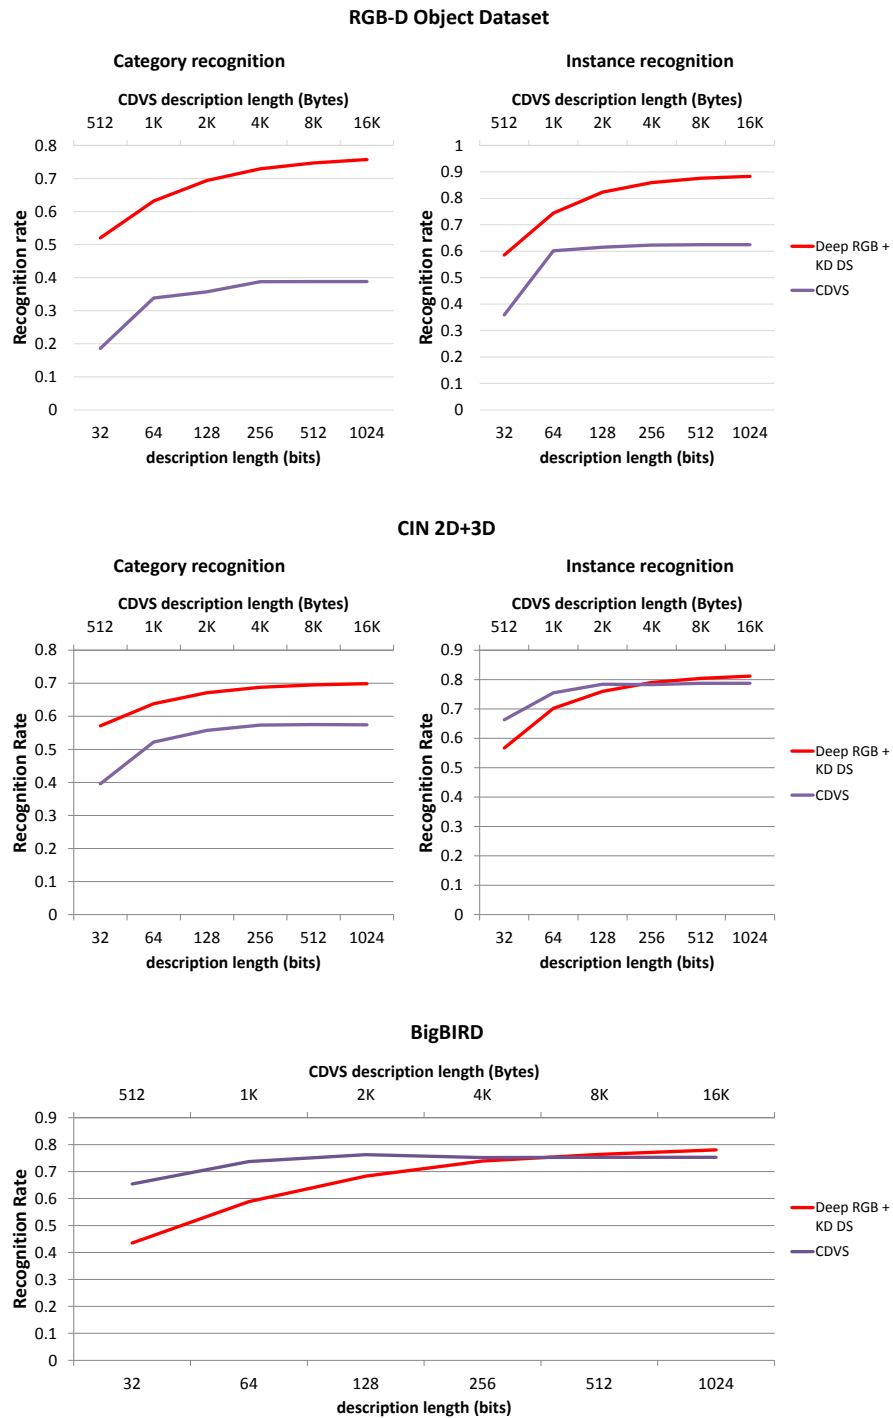 RGB-D Object Dataset
Category recognition
CDVS description length (Bytes)
512 1K 2K 4K 8K 16K
0.8
0.7
0.6
0.5
0.4
0.3
0.2
0.1
0
Recognition rate
32 64 128 256 512 1024
description length (bits)
Instance recognition
CDVS description length (Bytes)
512 1K 2K 4K 8K 16K
1
0.9
0.8
0.7
0.6
0.5
0.4
0.3
0.2
0.1
0
Recognition rate
32 64 128 256 512 1024
description length (bits)
Deep RGB +
KD DS
CDVS
CIN 2D+3D
Category recognition
CDVS description length (Bytes)
512 1K 2K 4K 8K 16K
0.8
0.7
0.6
0.5
0.4
0.3
0.2
0.1
0
Recognition Rate
32 64 128 256 512 1024
description length (bits)
Instance recognition
CDVS description length (Bytes)
512 1K 2K 4K 8K 16K
0.9
0.8
0.7
0.6
0.5
0.4
0.3
0.2
0.1
0
Recognition Rate
32 64 128 256 512 1024
description length (bits)
Deep RGB +
KD DS
CDVS
BigBIRD
CDVS description length (Bytes)
512 1K 2K 4K 8K 16K
0.9
0.8
0.7
0.6
0.5
0.4
0.3
0.2
0.1
0
Recognition Rate
32 64 128 256 512 1024
description length (bits)
Deep RGB +
KD DS
CDVS